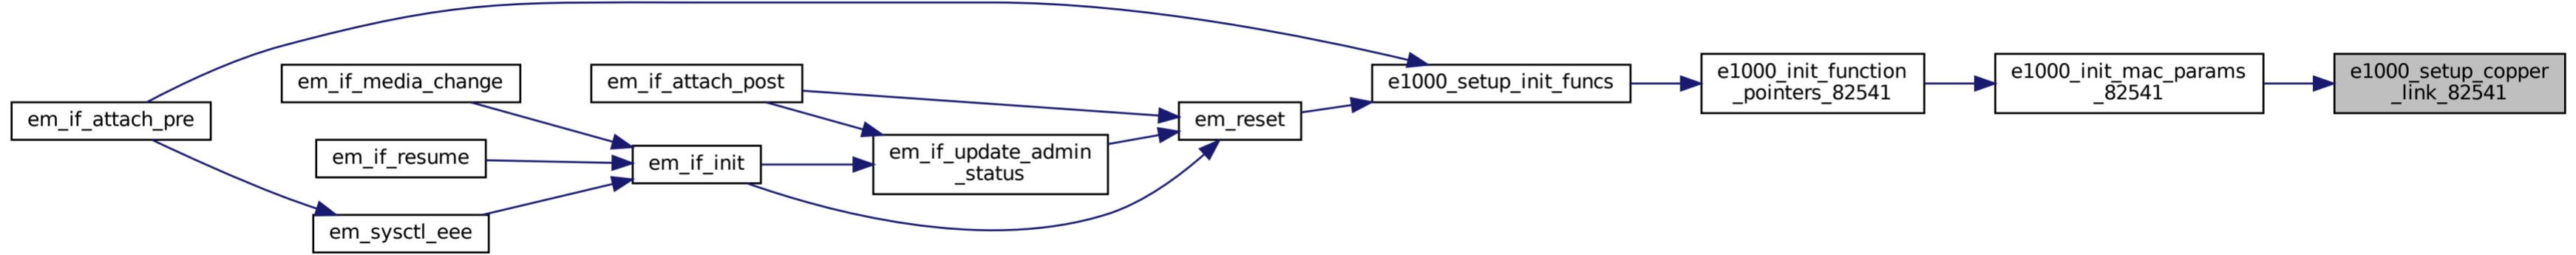 em_if_attach_pre
em_if_media_change
em_if_resume
em_sysctl_eee
em_if_attach_post
em_if_init
em_if_update_admin
_status
em_reset
e1000_setup_init_funcs
e1000_init_function
_pointers_82541
e1000_init_mac_params
_82541
e1000_setup_copper
_link_82541